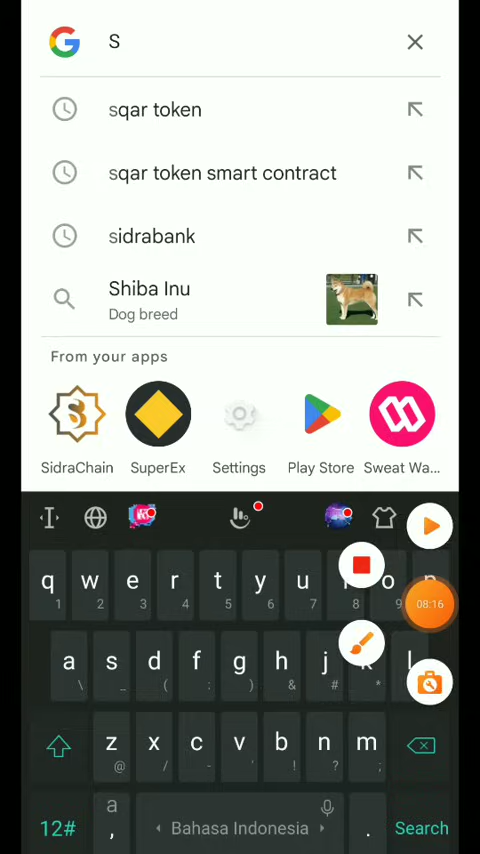 S
sqar token
sqar token smart contract
sidrabank
Shiba Inu
Dog breed
From your apps
SidraChain SuperEx Settings Play Store Sweat Wa...
q w e r t y u o
1 2 3 4 5 6 7 8 9
08:16
a s d f g h j
\ _ ( : ) & # *
z x c v b n m
@ / - ' ! ? ;
12# a , Bahasa Indonesia . Search